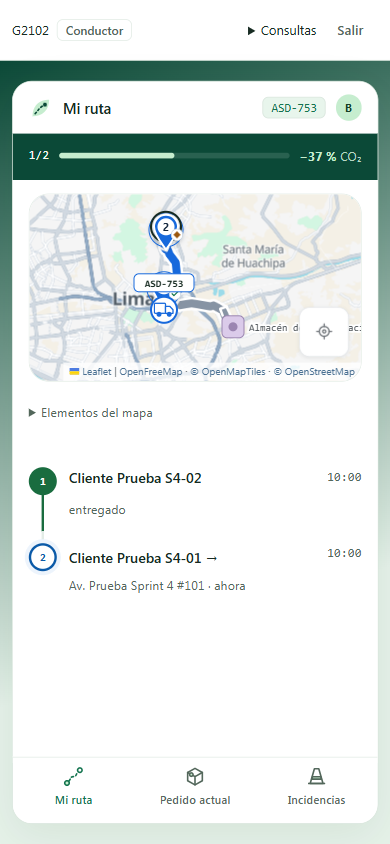 G2102 Conductor ▶ Consultas Salir
Mi ruta ASD-753 B
1/2 −37 % CO₂
2
Santa María
de Huachipa
ASD-753
Lima
Almacén d
Leaflet | OpenFreeMap · © OpenMapTiles · © OpenStreetMap
▶ Elementos del mapa
1 Cliente Prueba S4-02 10:00
entregado
2 Cliente Prueba S4-01 → 10:00
Av. Prueba Sprint 4 #101 · ahora
Mi ruta Pedido actual Incidencias